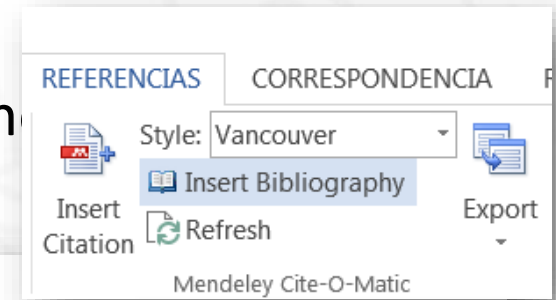 REFERENCIAS CORRESPONDENCIA
Style: Vancouver
Insert Bibliography
Insert Citation
Refresh
Export
Mendeley Cite-O-Matic